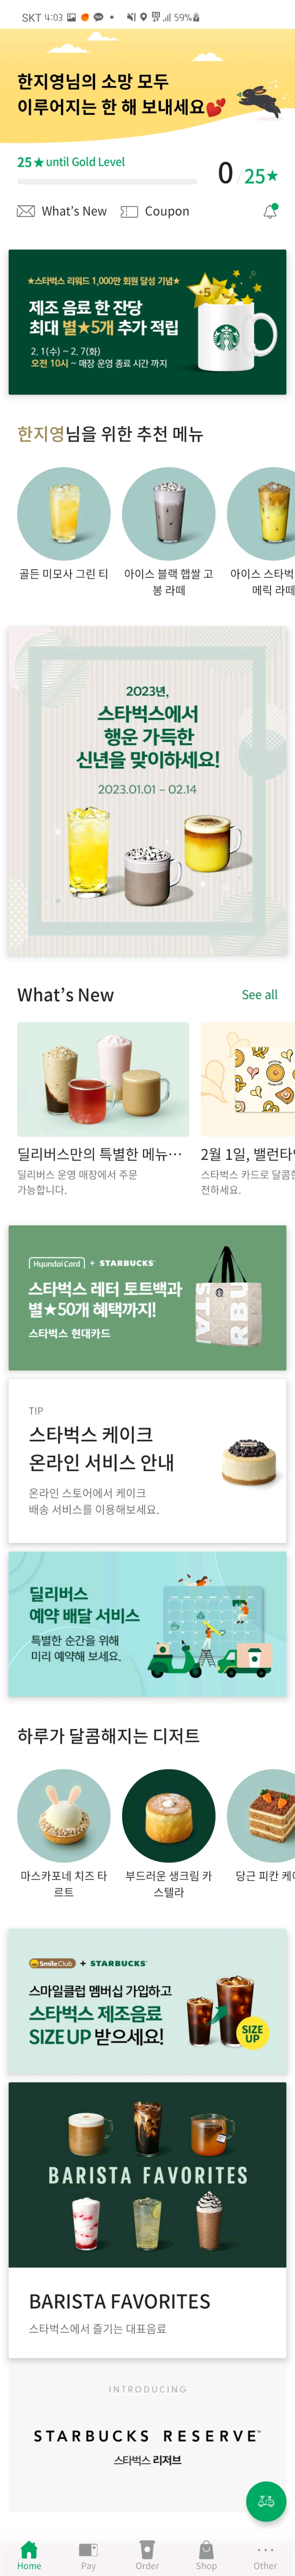 SKT 4:03 59%
한지영님의 소망 모두
이루어지는 한 해 보내세요💕
25★ until Gold Level
0/25★
What's New Coupon
★스타벅스 리워드 1,000만 회원 달성 기념★
제조 음료 한 잔당
최대 별★5개 추가 적립
2. 1(수) ~ 2. 7(화)
오전 10시 ~ 매장 운영 종료 시간 까지
+5
한지영님을 위한 추천 메뉴
골든 미모사 그린 티
아이스 블랙 햅쌀 고
봉 라떼
아이스 스타벅
메릭 라떼
2023년,
스타벅스에서
행운 가득한
신년을 맞이하세요!
2023.01.01 - 02.14
What's New See all
딜리버스만의 특별한 메뉴…
딜리버스 운영 매장에서 주문
가능합니다.
2월 1일, 밸런타
스타벅스 카드로 달콤한
전하세요.
Hyundai Card + STARBUCKS
스타벅스 레터 토트백과
별★50개 혜택까지!
스타벅스 현대카드
TIP
스타벅스 케이크
온라인 서비스 안내
온라인 스토어에서 케이크
배송 서비스를 이용해보세요.
딜리버스
예약 배달 서비스
특별한 순간을 위해
미리 예약해 보세요.
하루가 달콤해지는 디저트
마스카포네 치즈 타
르트
부드러운 생크림 카
스텔라
당근 피칸 케이
Smile Club + STARBUCKS
스마일클럽 멤버십 가입하고
스타벅스 제조음료
SIZE UP 받으세요!
SIZE
UP
BARISTA FAVORITES
BARISTA FAVORITES
스타벅스에서 즐기는 대표음료
INTRODUCING
STARBUCKS RESERVE™
스타벅스 리저브
Home Pay Order Shop Other